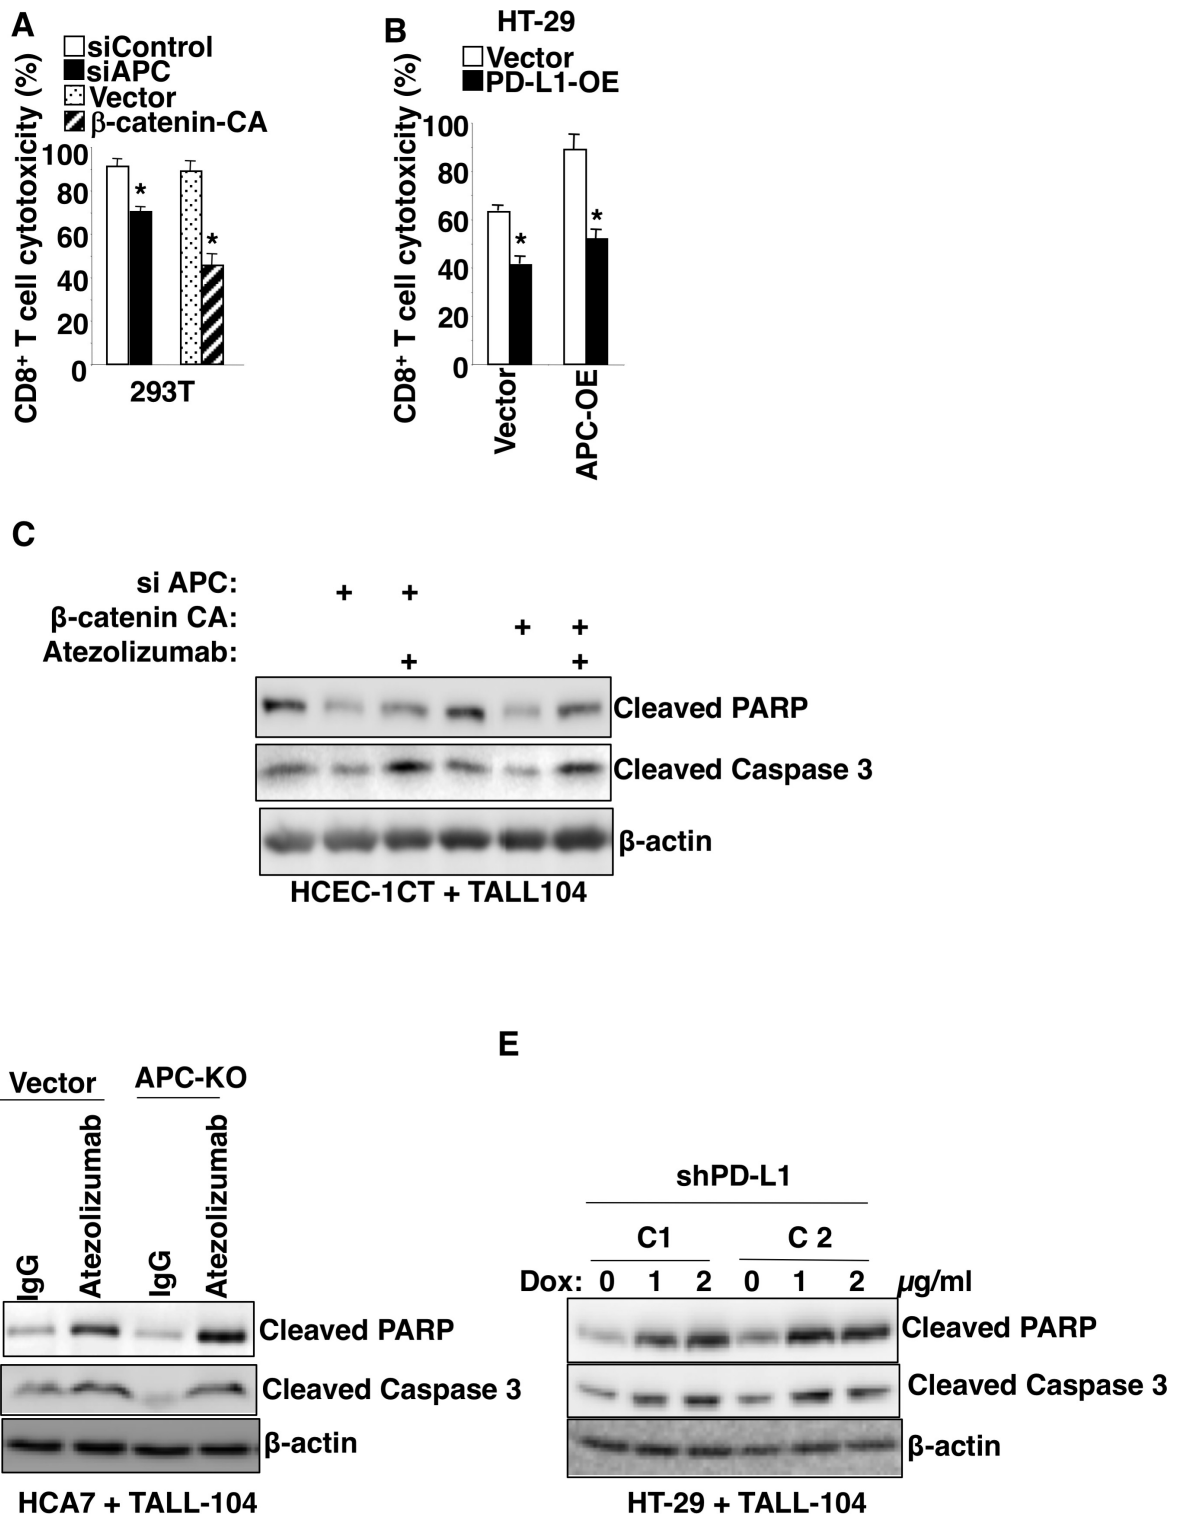 A
siControl
siAPC
Vector
β-catenin-CA
CD8⁺ T cell cytotoxicity (%)
100
80
60
40
20
0
*
*
293T
B
HT-29
Vector
PD-L1-OE
CD8⁺ T cell cytotoxicity (%)
100
80
60
40
20
0
*
*
Vector
APC-OE
C
si APC: + +
β-catenin CA: + +
Atezolizumab: + +
Cleaved PARP
Cleaved Caspase 3
β-actin
HCEC-1CT + TALL104
Vector APC-KO
IgG Atezolizumab IgG Atezolizumab
Cleaved PARP
Cleaved Caspase 3
β-actin
HCA7 + TALL-104
E
shPD-L1
C1 C 2
Dox: 0 1 2 0 1 2 µg/ml
Cleaved PARP
Cleaved Caspase 3
β-actin
HT-29 + TALL-104